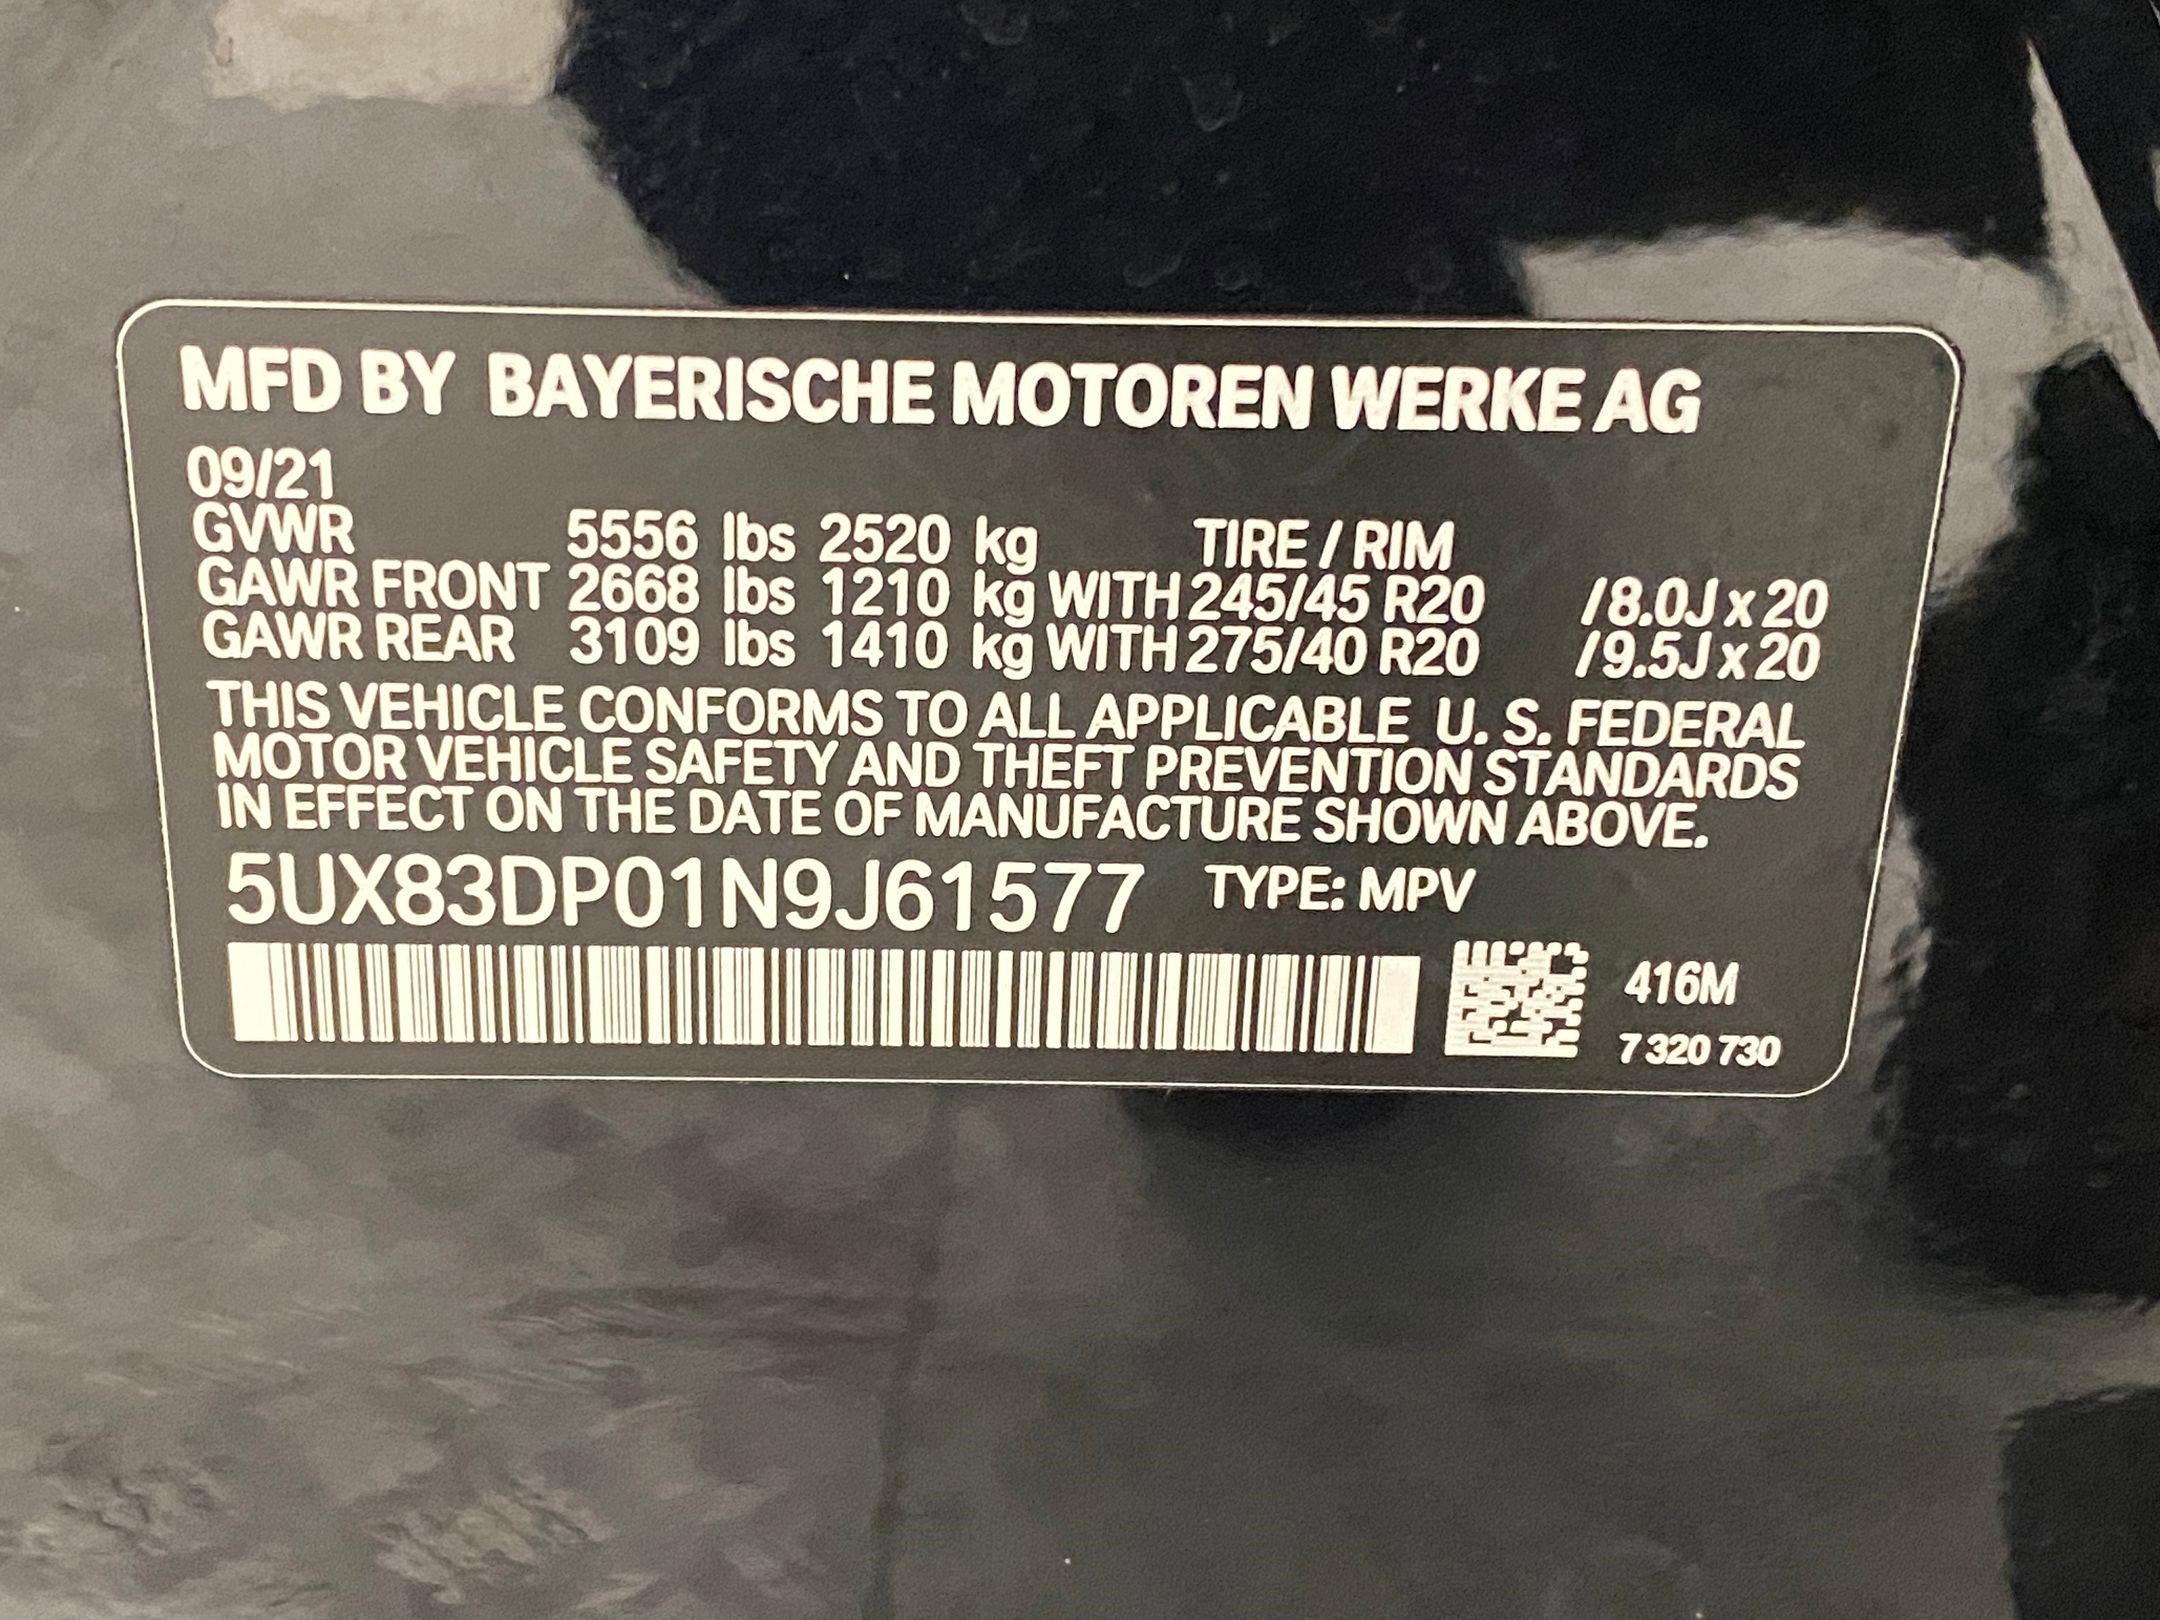 MFD BY BAYERISCHE MOTOREN WERKE AG
09/21
GVWR 5556 lbs 2520 kg TIRE / RIM
GAWR FRONT 2668 lbs 1210 kg WITH 245/45 R20 /8.0J x 20
GAWR REAR 3109 lbs 1410 kg WITH 275/40 R20 /9.5J x 20
THIS VEHICLE CONFORMS TO ALL APPLICABLE U. S. FEDERAL
MOTOR VEHICLE SAFETY AND THEFT PREVENTION STANDARDS
IN EFFECT ON THE DATE OF MANUFACTURE SHOWN ABOVE.
5UX83DP01N9J61577 TYPE: MPV
416M
7 320 730